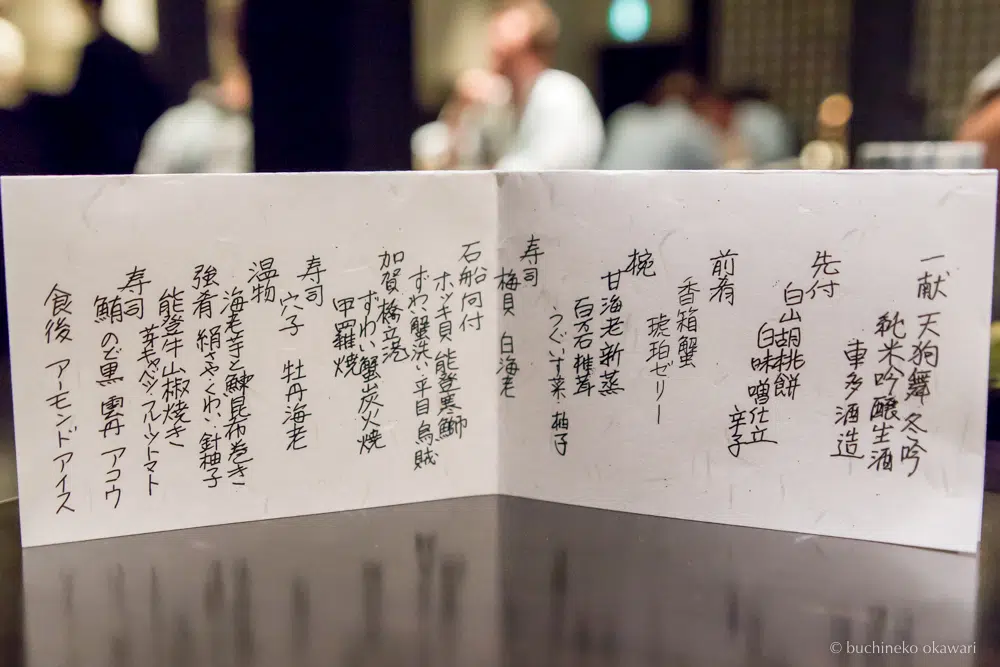 一献 天狗舞 冬吟
純米吟醸生酒
車多酒造
先付
白山胡桃餅
白味噌仕立
辛子
前肴
香箱蟹
琥珀ゼリー
椀
甘海老新蒸
百万石椎茸
うぐいす菜 柚子
寿司
梅貝 白海老
石船向付
ホッキ貝 能登寒鰤
ずわい蟹洗い 平目 烏賊
加賀橋立港
ずわい蟹炭火焼
甲羅焼
寿司
穴子 牡丹海老
温物
海老芋と鰊昆布巻き
強肴 絹さや くわい 針柚子
能登牛山椒焼き
芽キャベツ フルーツトマト
寿司
鮪 のど黒 雲丹 アコウ
食後 アーモンドアイス
© buchineko okawari